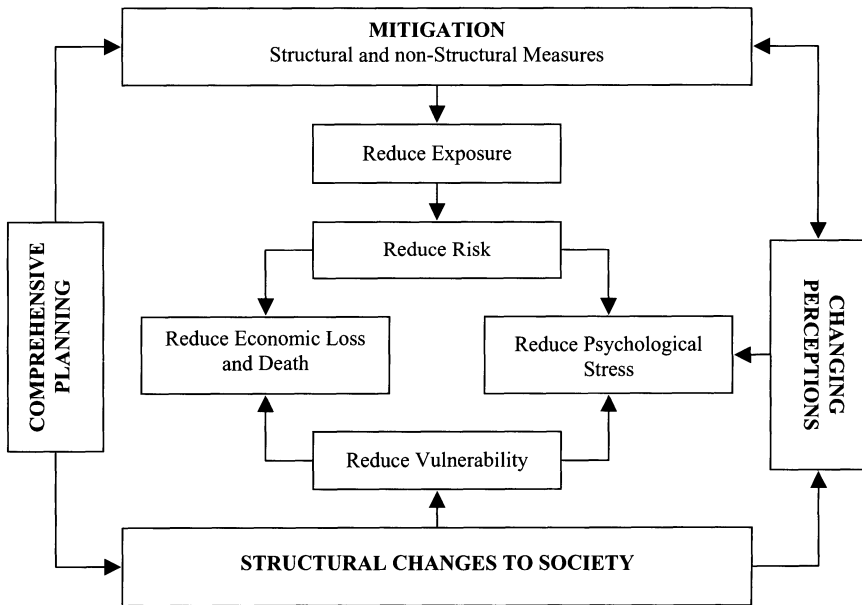 MITIGATION
Structural and non-Structural Measures
Reduce Exposure
Reduce Risk
COMPREHENSIVE
PLANNING
Reduce Economic Loss
and Death
Reduce Psychological
Stress
CHANGING
PERCEPTIONS
Reduce Vulnerability
STRUCTURAL CHANGES TO SOCIETY